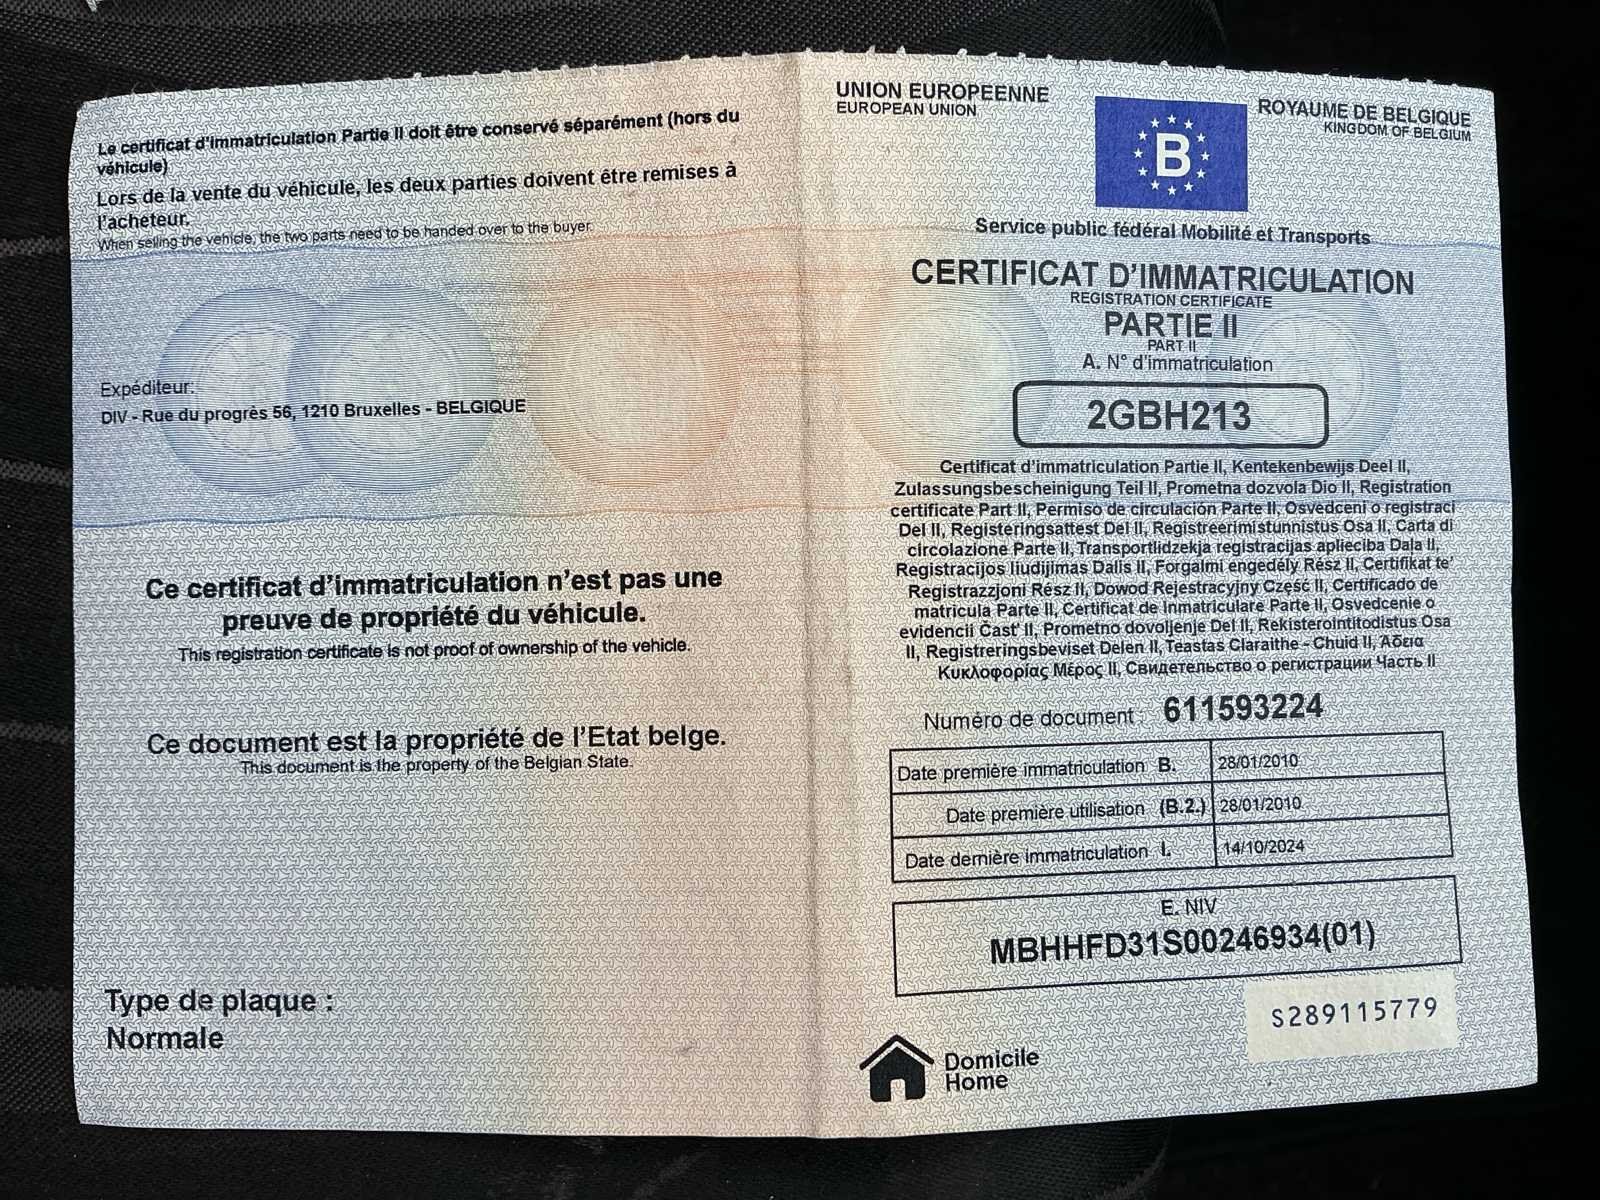 Le certificat d'immatriculation Partie II doit être conservé séparément (hors du
véhicule)
Lors de la vente du véhicule, les deux parties doivent être remises à
l'acheteur.
When selling the vehicle, the two parts need to be handed over to the buyer.
Expéditeur:
DIV - Rue du progrès 56, 1210 Bruxelles - BELGIQUE
Ce certificat d'immatriculation n'est pas une
preuve de propriété du véhicule.
This registration certificate is not proof of ownership of the vehicle.
Ce document est la propriété de l'Etat belge.
This document is the property of the Belgian State.
Type de plaque :
Normale
UNION EUROPEENNE
EUROPEAN UNION
B
ROYAUME DE BELGIQUE
KINGDOM OF BELGIUM
Service public fédéral Mobilité et Transports
CERTIFICAT D'IMMATRICULATION
REGISTRATION CERTIFICATE
PARTIE II
PART II
A. N° d'immatriculation
2GBH213
Certificat d'immatriculation Partie II, Kentekenbewijs Deel II,
Zulassungsbescheinigung Teil II, Prometna dozvola Dio II, Registration
certificate Part II, Permiso de circulación Parte II, Osvedceni o registraci
Del II, Registeringsattest Del II, Registreerimistunnistus Osa II, Carta di
circolazione Parte II, Transportlidzekja registracijas aplieciba Daļa II,
Registracijos liudijimas Dalis II, Forgalmi engedély Rész II, Certifikat te'
Registrazzjoni Rész II, Dowod Rejestracyjny Część II, Certificado de
matricula Parte II, Certificat de Inmatriculare Parte II, Osvedcenie o
evidencii Čast' II, Prometno dovoljenje Del II, Rekisterointitodistus Osa
II, Registreringsbeviset Delen II, Teastas Claraithe - Chuid II, Άδεια
Κυκλοφορίας Μέρος II, Свидетельство о регистрации Часть II
Numéro de document : 611593224
Date première immatriculation B. 28/01/2010
Date première utilisation (B.2.) 28/01/2010
Date dernière immatriculation I. 14/10/2024
E. NIV
MBHHFD31S00246934(01)
S289115779
Domicile
Home